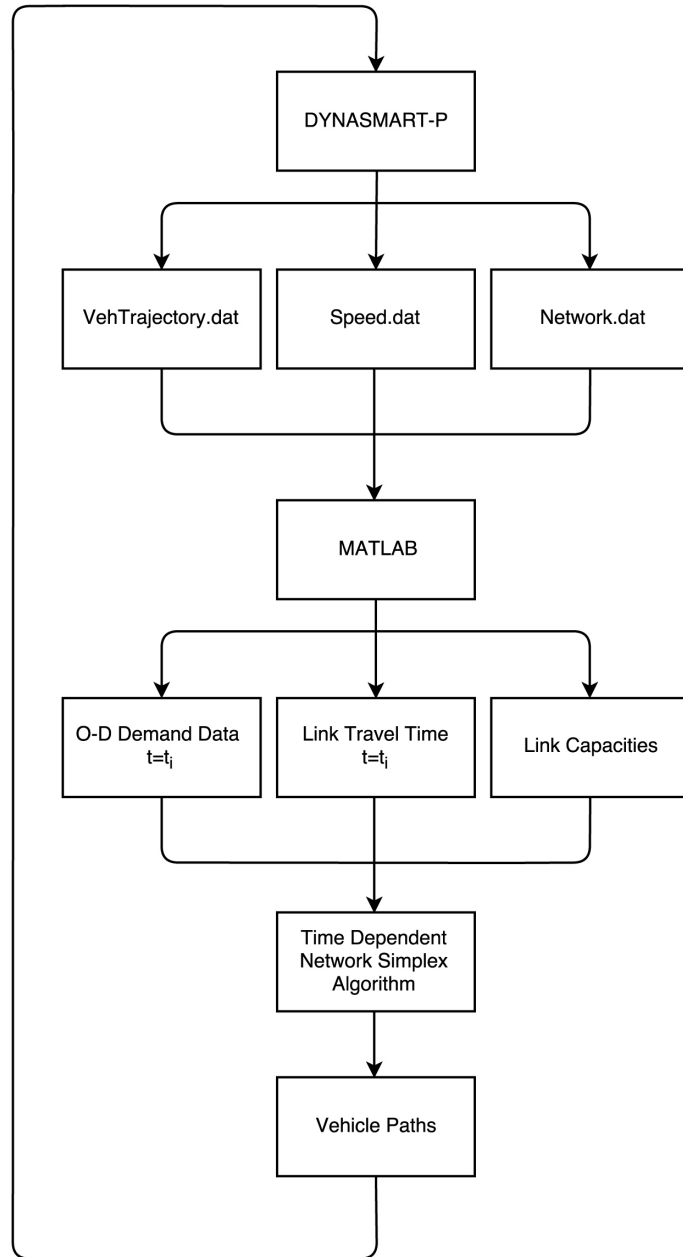 DYNASMART-P
VehTrajectory.dat
Speed.dat
Network.dat
MATLAB
O-D Demand Data
t=tᵢ
Link Travel Time
t=tᵢ
Link Capacities
Time Dependent
Network Simplex
Algorithm
Vehicle Paths